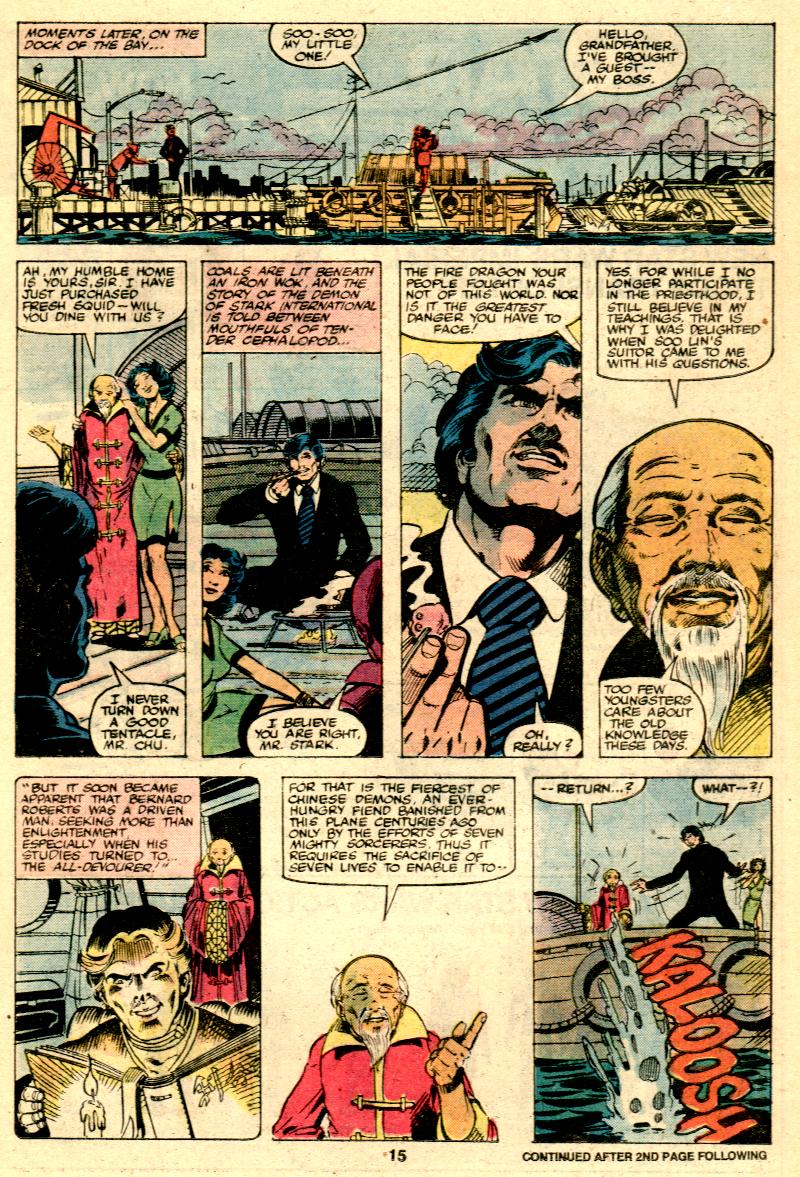 MOMENTS LATER, ON THE
DOCK OF THE BAY...
SOO-SOO,
MY LITTLE
ONE!
HELLO,
GRANDFATHER.
I'VE BROUGHT
A GUEST--
MY BOSS.
AH, MY HUMBLE HOME
IS YOURS, SIR. I HAVE
JUST PURCHASED
FRESH SQUID--WILL
YOU DINE WITH US?
I NEVER
TURN DOWN
A GOOD
TENTACLE,
MR. CHU.
COALS ARE LIT BENEATH
AN IRON WOK, AND THE
STORY OF THE DEMON
OF STARK INTERNATIONAL
IS TOLD BETWEEN
MOUTHFULS OF TEN-
DER CEPHALOPOD...
I BELIEVE
YOU ARE RIGHT,
MR. STARK.
THE FIRE DRAGON YOUR
PEOPLE FOUGHT WAS
NOT OF THIS WORLD. NOR
IS IT THE GREATEST
DANGER YOU HAVE TO
FACE!
OH,
REALLY?
YES. FOR WHILE I NO
LONGER PARTICIPATE
IN THE PRIESTHOOD, I
STILL BELIEVE IN MY
TEACHINGS. THAT IS
WHY I WAS DELIGHTED
WHEN SOO LIN'S
SUITOR CAME TO ME
WITH HIS QUESTIONS.
TOO FEW
YOUNGSTERS
CARE ABOUT
THE OLD
KNOWLEDGE
THESE DAYS.
"BUT IT SOON BECAME
APPARENT THAT BERNARD
ROBERTS WAS A DRIVEN
MAN, SEEKING MORE THAN
ENLIGHTENMENT,
ESPECIALLY WHEN HIS
STUDIES TURNED TO...
THE ALL-DEVOURER!"
FOR THAT IS THE FIERCEST OF
CHINESE DEMONS, AN EVER-
HUNGRY FIEND BANISHED FROM
THIS PLANE CENTURIES AGO
ONLY BY THE EFFORTS OF SEVEN
MIGHTY SORCERERS. THUS IT
REQUIRES THE SACRIFICE OF
SEVEN LIVES TO ENABLE IT TO--
--RETURN...?
WHAT--?!
KALOOSH
15
CONTINUED AFTER 2ND PAGE FOLLOWING